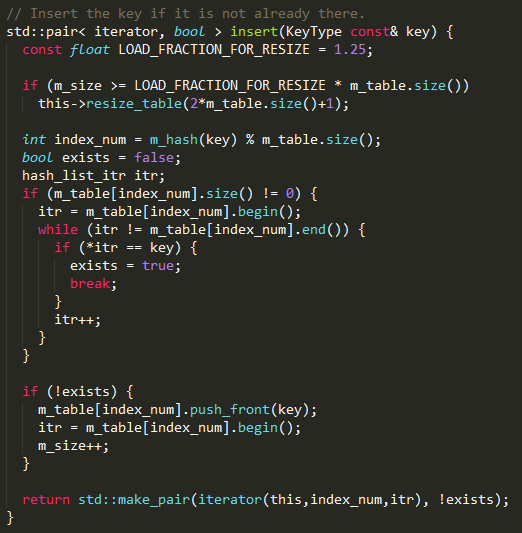 // Insert the key if it is not already there.
std::pair< iterator, bool > insert(KeyType const& key) {
  const float LOAD_FRACTION_FOR_RESIZE = 1.25;

  if (m_size >= LOAD_FRACTION_FOR_RESIZE * m_table.size())
    this->resize_table(2*m_table.size()+1);

  int index_num = m_hash(key) % m_table.size();
  bool exists = false;
  hash_list_itr itr;
  if (m_table[index_num].size() != 0) {
    itr = m_table[index_num].begin();
    while (itr != m_table[index_num].end()) {
      if (*itr == key) {
        exists = true;
        break;
      }
      itr++;
    }
  }

  if (!exists) {
    m_table[index_num].push_front(key);
    itr = m_table[index_num].begin();
    m_size++;
  }

  return std::make_pair(iterator(this,index_num,itr), !exists);
}